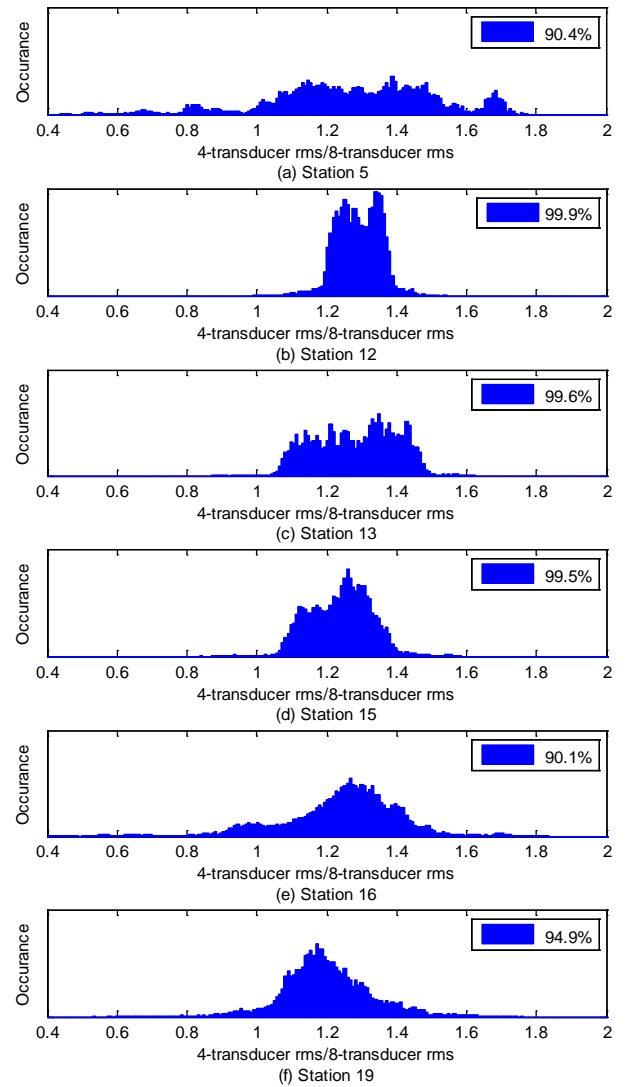 Occurance
90.4%
0.4 0.6 0.8 1 1.2 1.4 1.6 1.8 2
4-transducer rms/8-transducer rms
(a) Station 5
Occurance
99.9%
0.4 0.6 0.8 1 1.2 1.4 1.6 1.8 2
4-transducer rms/8-transducer rms
(b) Station 12
Occurance
99.6%
0.4 0.6 0.8 1 1.2 1.4 1.6 1.8 2
4-transducer rms/8-transducer rms
(c) Station 13
Occurance
99.5%
0.4 0.6 0.8 1 1.2 1.4 1.6 1.8 2
4-transducer rms/8-transducer rms
(d) Station 15
Occurance
90.1%
0.4 0.6 0.8 1 1.2 1.4 1.6 1.8 2
4-transducer rms/8-transducer rms
(e) Station 16
Occurance
94.9%
0.4 0.6 0.8 1 1.2 1.4 1.6 1.8 2
4-transducer rms/8-transducer rms
(f) Station 19